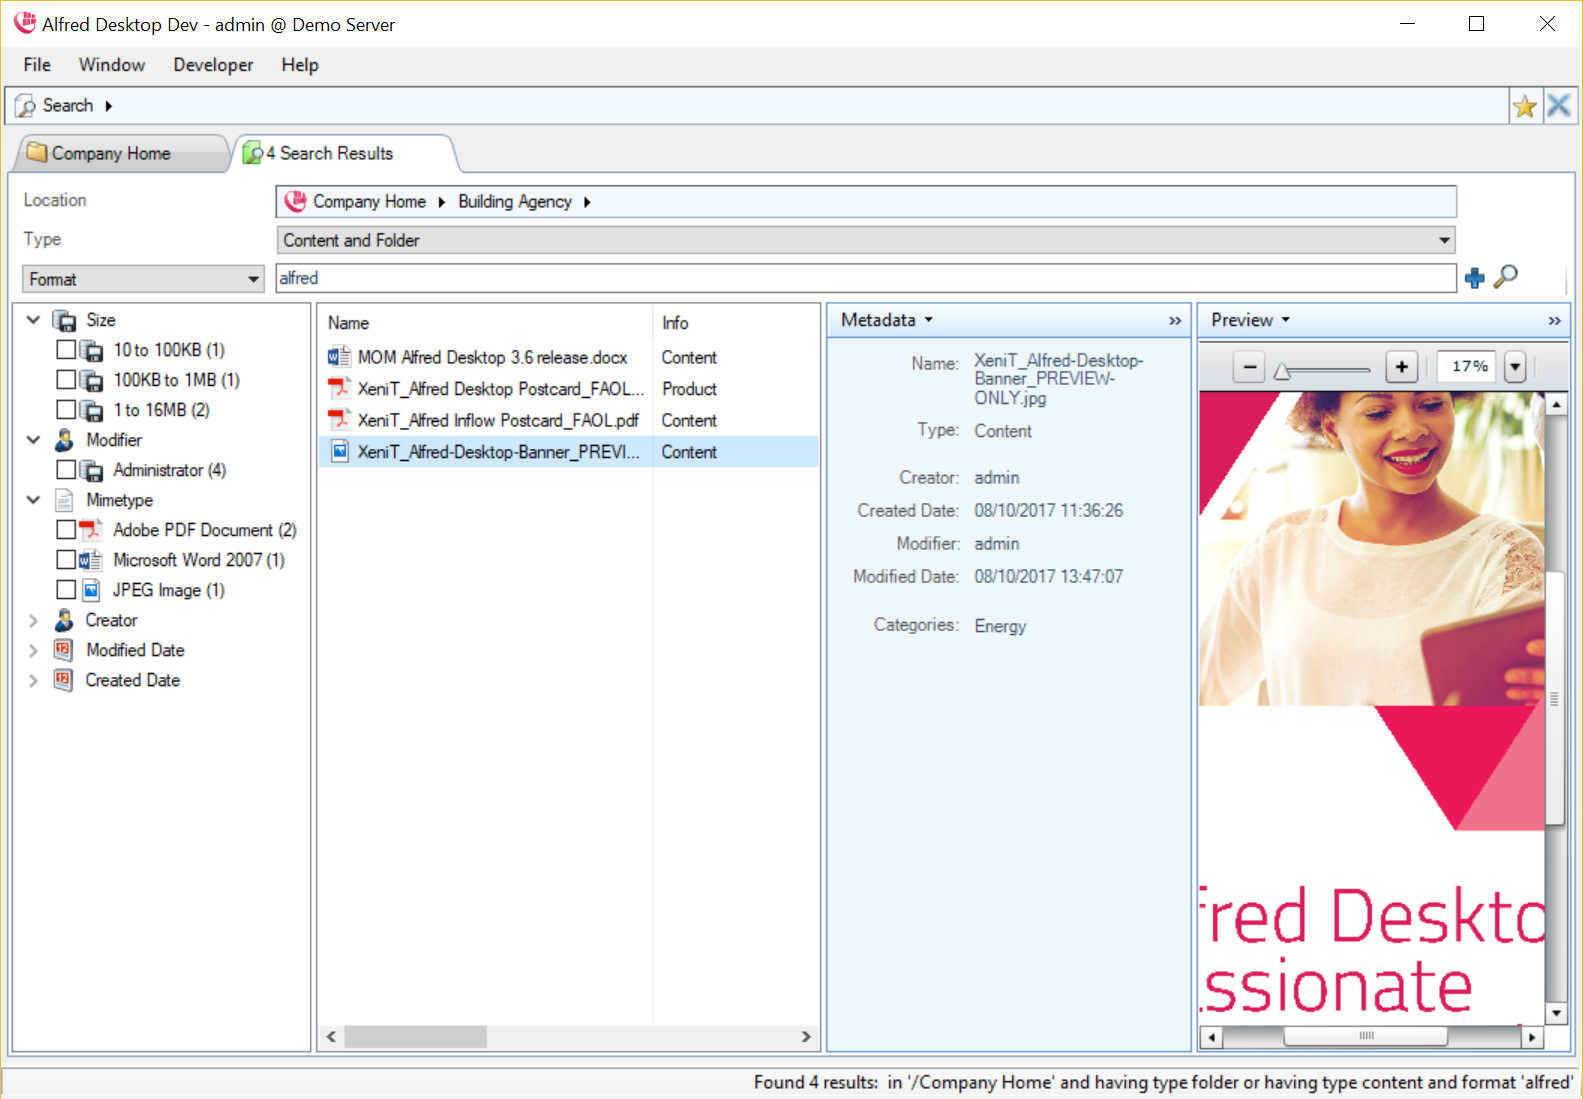 Alfred Desktop Dev - admin @ Demo Server
File Window Developer Help
Search
Company Home
4 Search Results
Location
Company Home Building Agency
Type
Content and Folder
Format
alfred
Size
10 to 100KB (1)
100KB to 1MB (1)
1 to 16MB (2)
Modifier
Administrator (4)
Mimetype
Adobe PDF Document (2)
Microsoft Word 2007 (1)
JPEG Image (1)
Creator
Modified Date
Created Date
Name Info
MOM Alfred Desktop 3.6 release.docx Content
XeniT_Alfred Desktop Postcard_FAOL... Product
XeniT_Alfred Inflow Postcard_FAOL.pdf Content
XeniT_Alfred-Desktop-Banner_PREVI... Content
Metadata
Name: XeniT_Alfred-Desktop-
Banner_PREVIEW-
ONLY.jpg
Type: Content
Creator: admin
Created Date: 08/10/2017 11:36:26
Modifier: admin
Modified Date: 08/10/2017 13:47:07
Categories: Energy
Preview
17%
fred Deskto
ssionate
Found 4 results: in '/Company Home' and having type folder or having type content and format 'alfred'